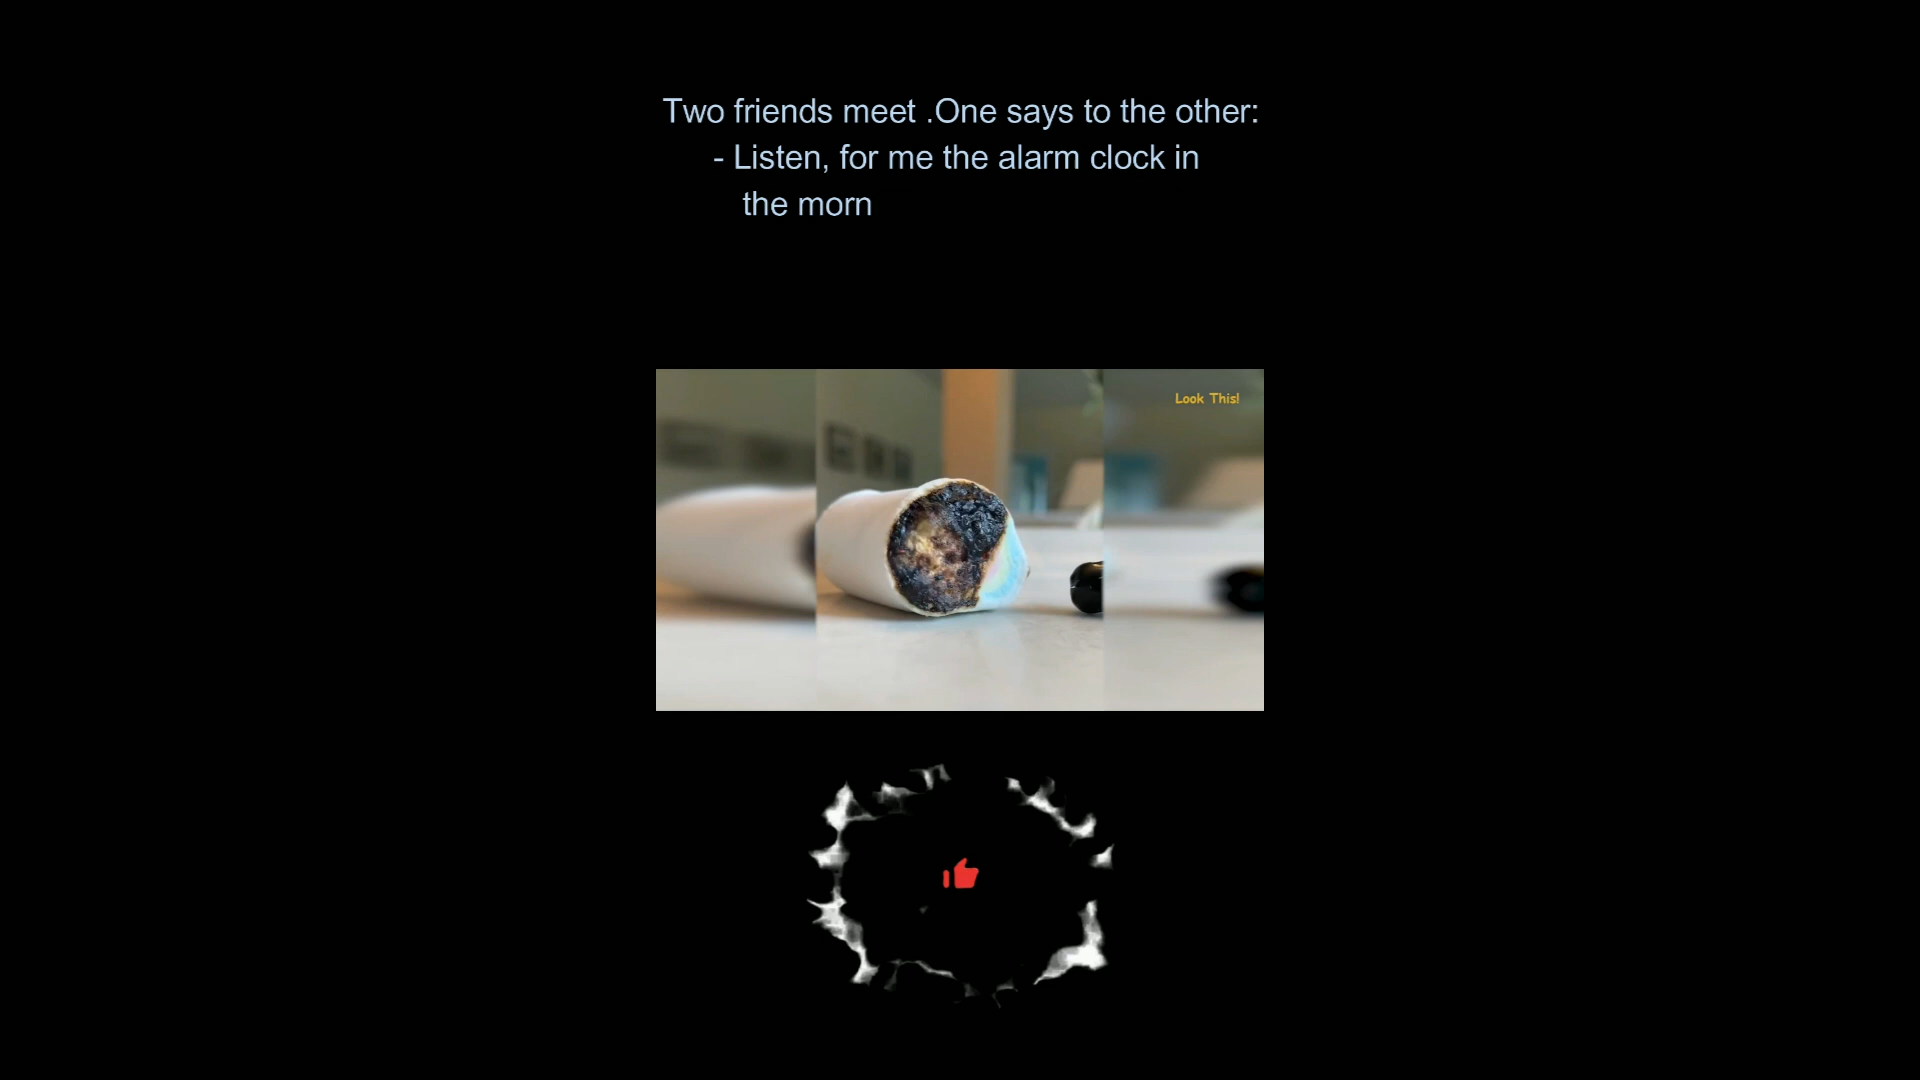 Two friends meet .One says to the other:
- Listen, for me the alarm clock in
the morn
Look This!